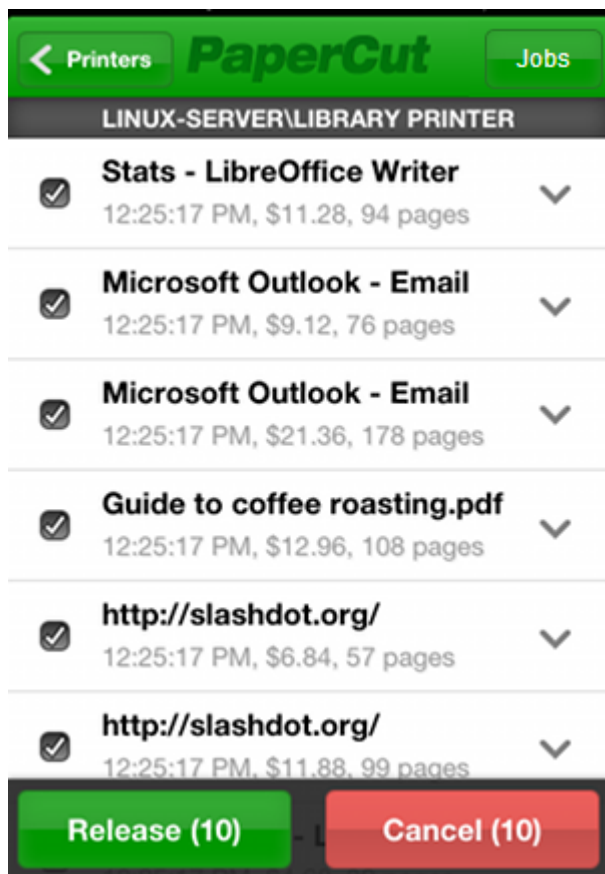 Printers
PaperCut
Jobs
LINUX-SERVER\LIBRARY PRINTER
Stats - LibreOffice Writer
12:25:17 PM, $11.28, 94 pages
Microsoft Outlook - Email
12:25:17 PM, $9.12, 76 pages
Microsoft Outlook - Email
12:25:17 PM, $21.36, 178 pages
Guide to coffee roasting.pdf
12:25:17 PM, $12.96, 108 pages
http://slashdot.org/
12:25:17 PM, $6.84, 57 pages
http://slashdot.org/
12:25:17 PM, $11.88, 99 pages
Release (10)
Cancel (10)